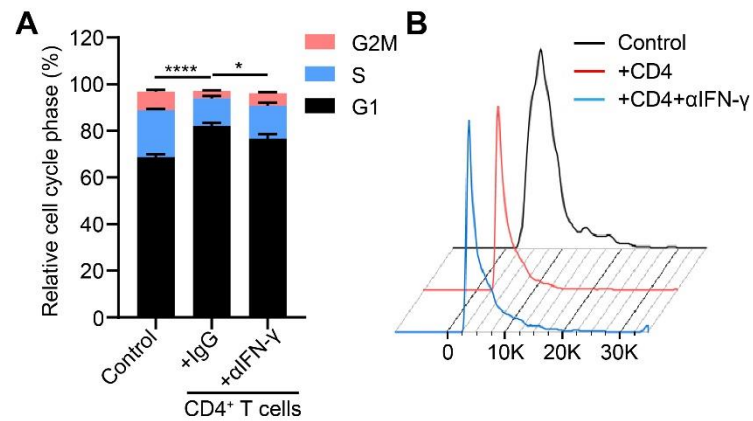 A
Relative cell cycle phase (%)
120
100
80
60
40
20
0
****
*
G2M
S
G1
Control
+IgG
+αIFN-γ
CD4⁺ T cells
B
Control
+CD4
+CD4+αIFN-γ
0 10K 20K 30K